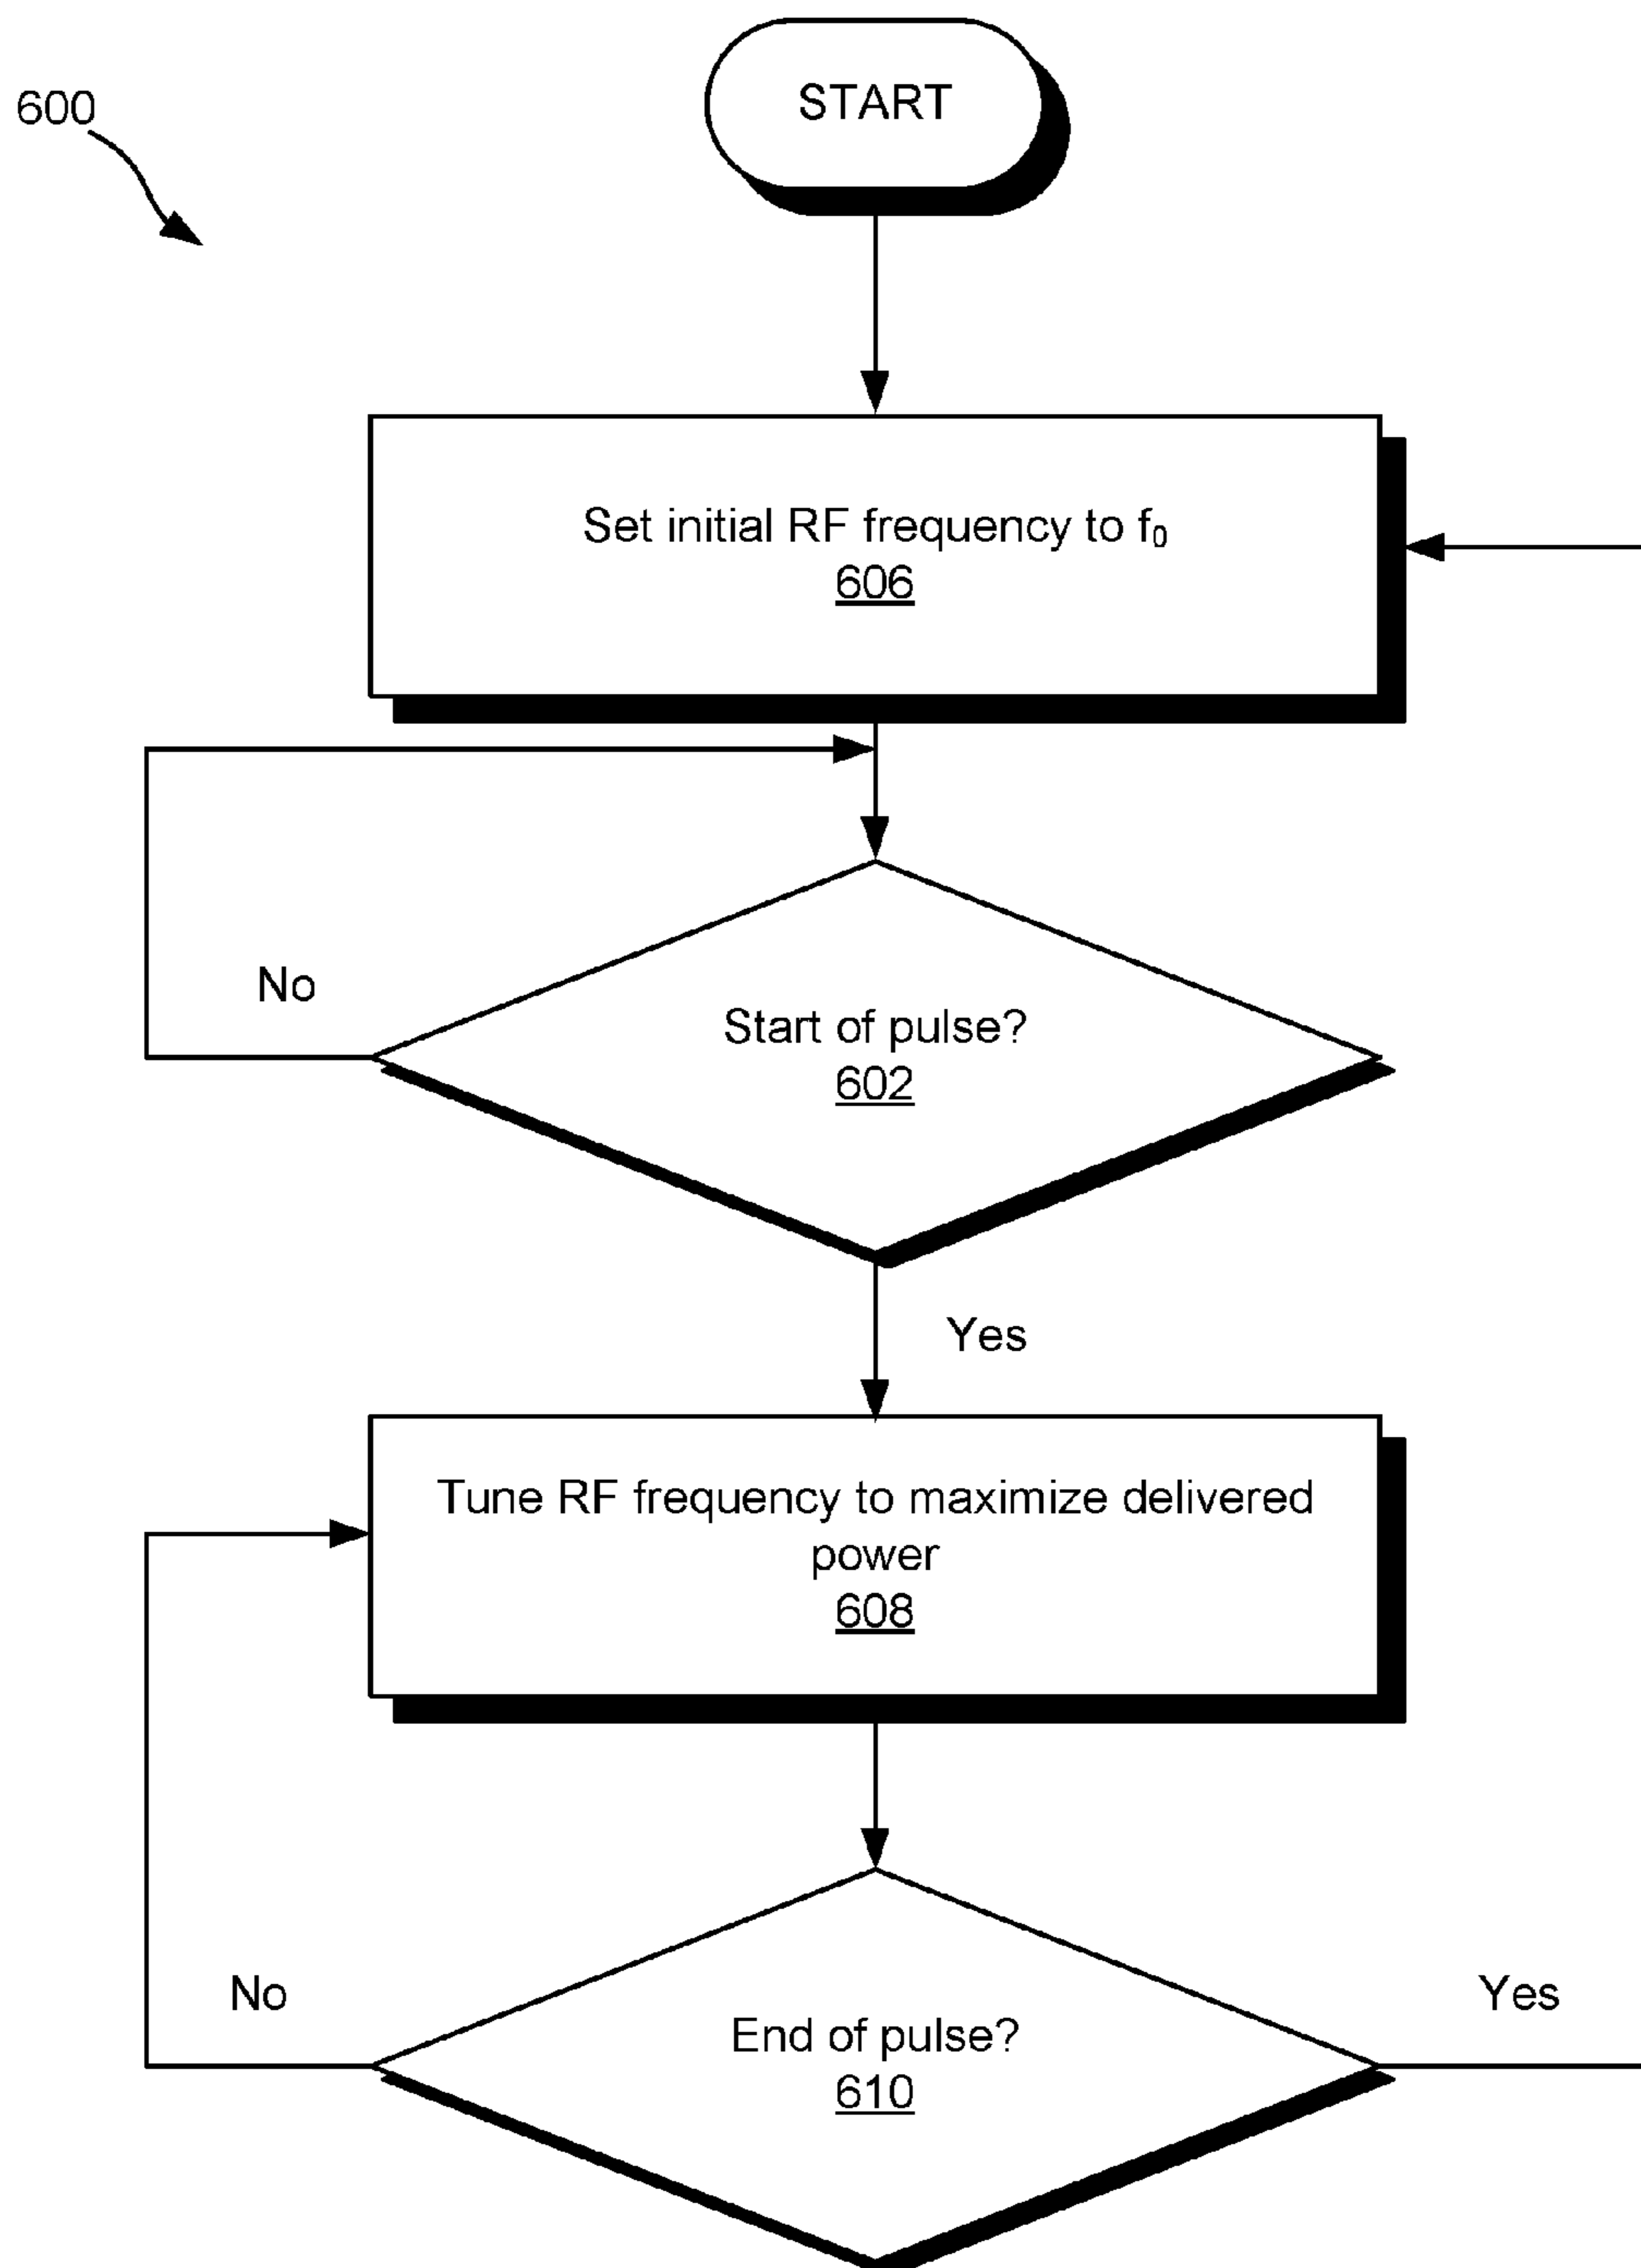 600
START
Set initial RF frequency to f₀
606
No
Start of pulse?
602
Yes
Tune RF frequency to maximize delivered
power
608
No
Yes
End of pulse?
610